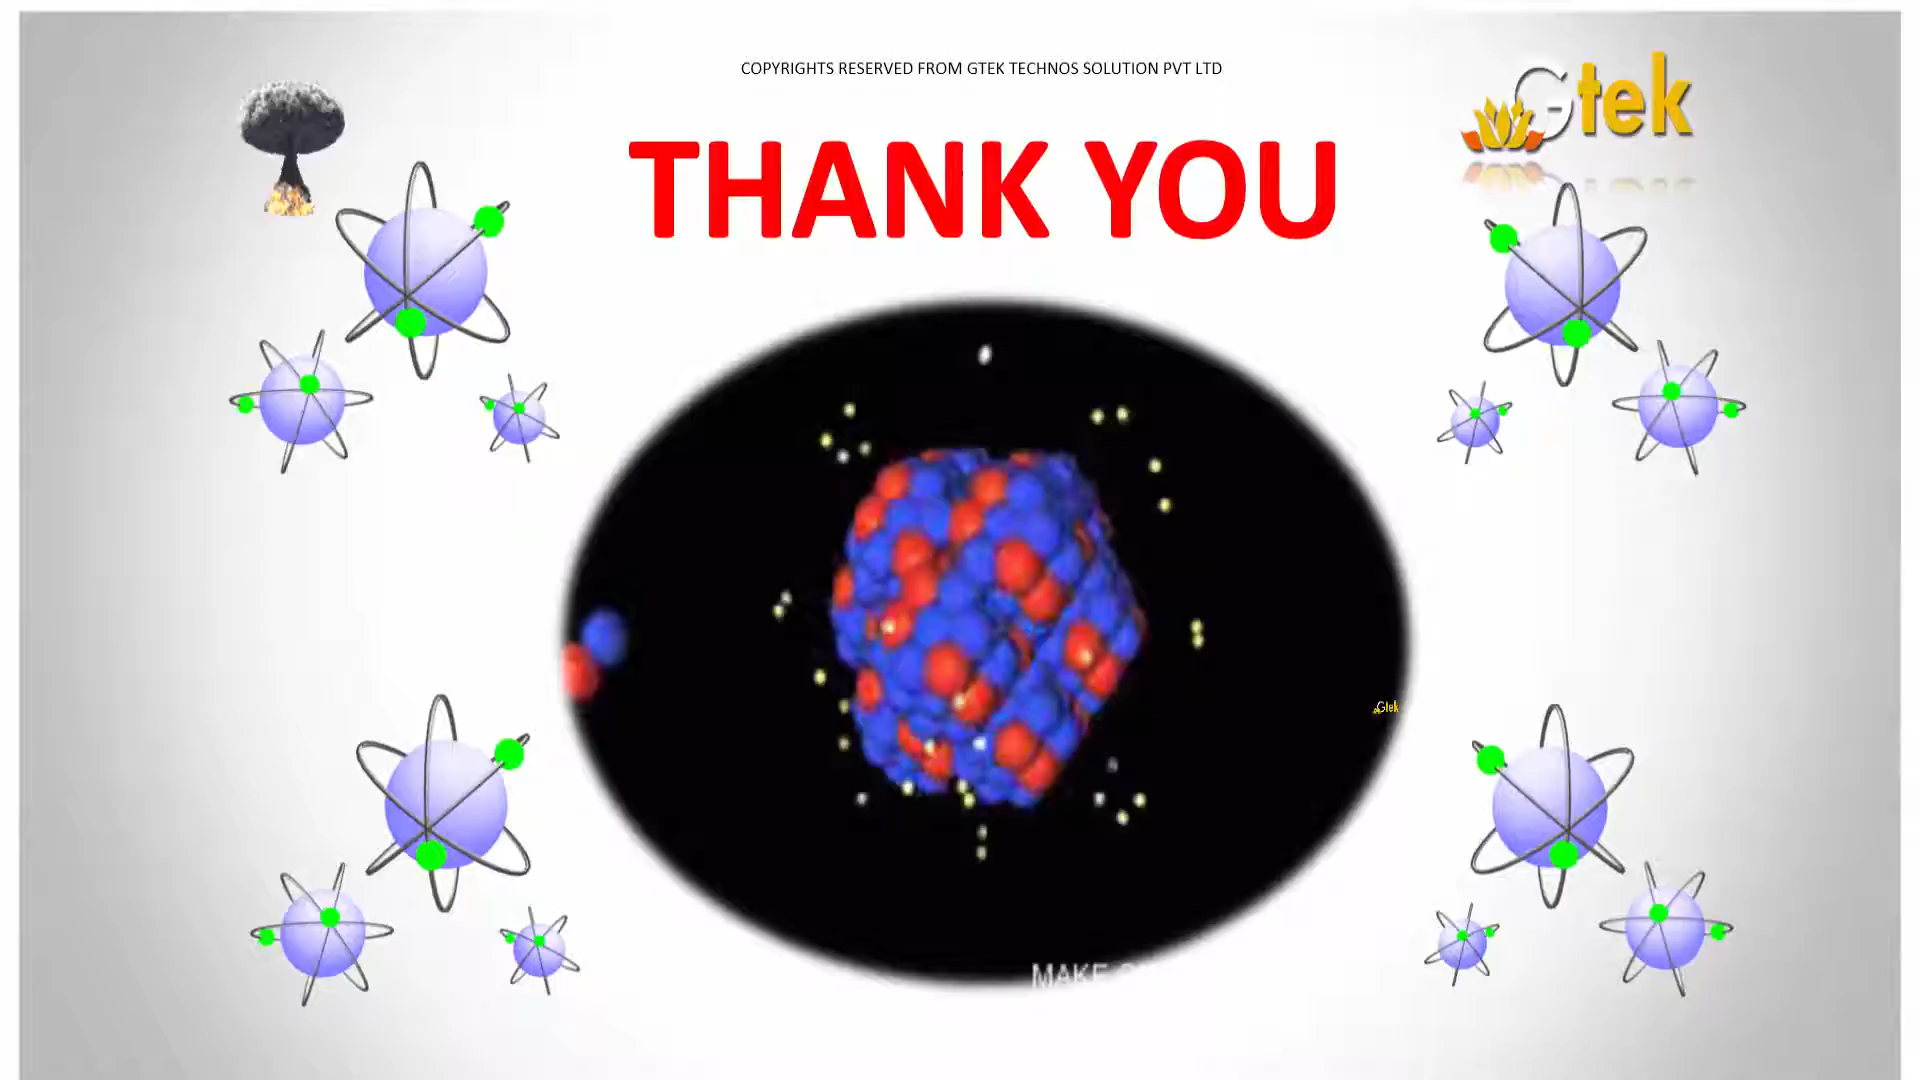 COPYRIGHTS RESERVED FROM GTEK TECHNOS SOLUTION PVT LTD
Gtek
THANK YOU
Gtek
MAKE